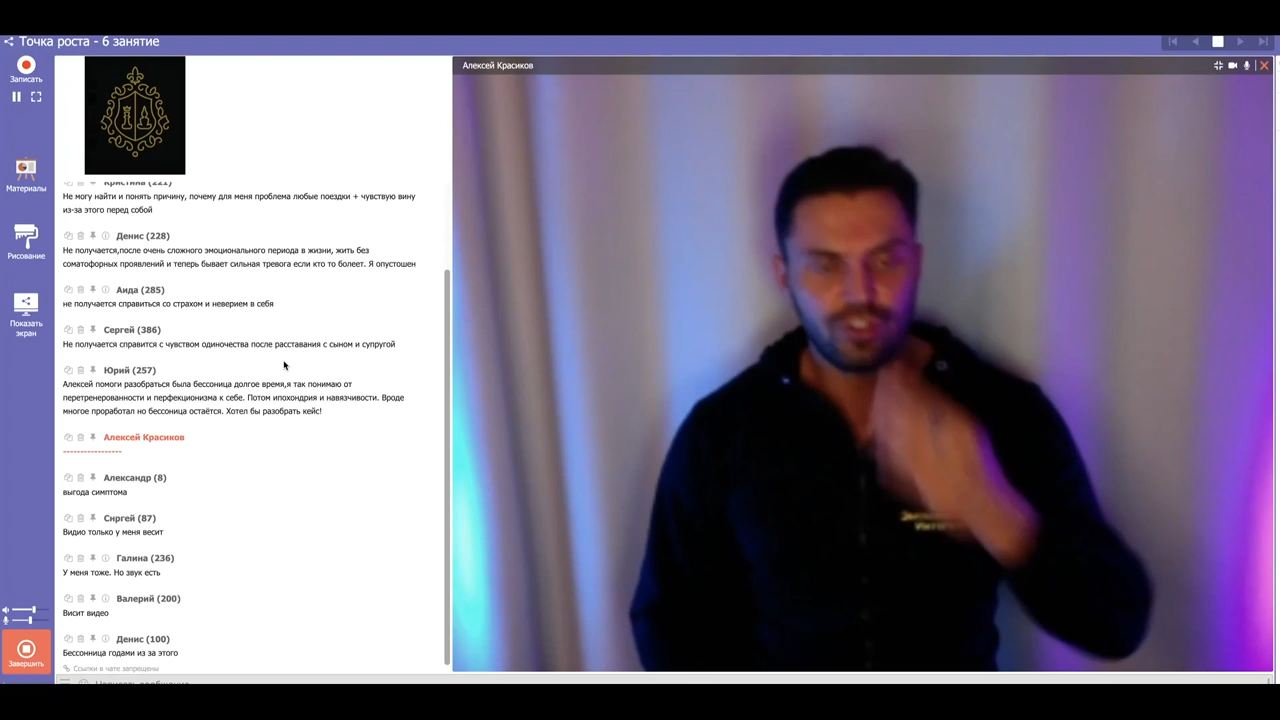 Точка роста - 6 занятие
Записать
Материалы
Рисование
Показать
экран
Завершить
Кристина (221)
Не могу найти и понять причину, почему для меня проблема любые поездки + чувствую вину
из-за этого перед собой
Денис (228)
Не получается,после очень сложного эмоционального периода в жизни, жить без
соматофорных проявлений и теперь бывает сильная тревога если кто то болеет. Я опустошен
Аида (285)
не получается справиться со страхом и неверием в себя
Сергей (386)
Не получается справится с чувством одиночества после расставания с сыном и супругой
Юрий (257)
Алексей помоги разобраться была бессоница долгое время,я так понимаю от
перетренерованности и перфекционизма к себе. Потом ипохондрия и навязчивости. Вроде
многое проработал но бессоница остаётся. Хотел бы разобрать кейс!
Алексей Красиков
-----------------
Александр (8)
выгода симптома
Снргей (87)
Видио только у меня весит
Галина (236)
У меня тоже. Но звук есть
Валерий (200)
Висит видео
Денис (100)
Бессонница годами из за этого
Ссылки в чате запрещены
Алексей Красиков